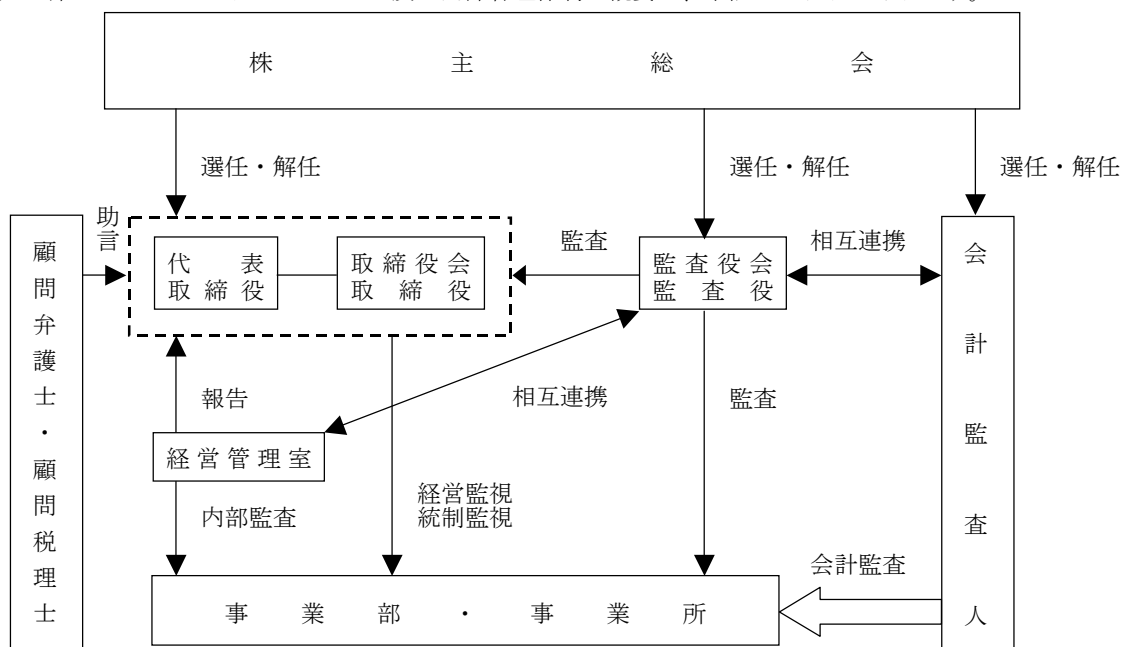 株主総会
選任・解任
選任・解任
選任・解任
助言
顧問弁護士・顧問税理士
代表
取締役
取締役会
取締役
監査
監査役会
監査役
相互連携
会計監査人
報告
相互連携
監査
経営管理室
内部監査
経営監視
統制監視
会計監査
事業部・事業所